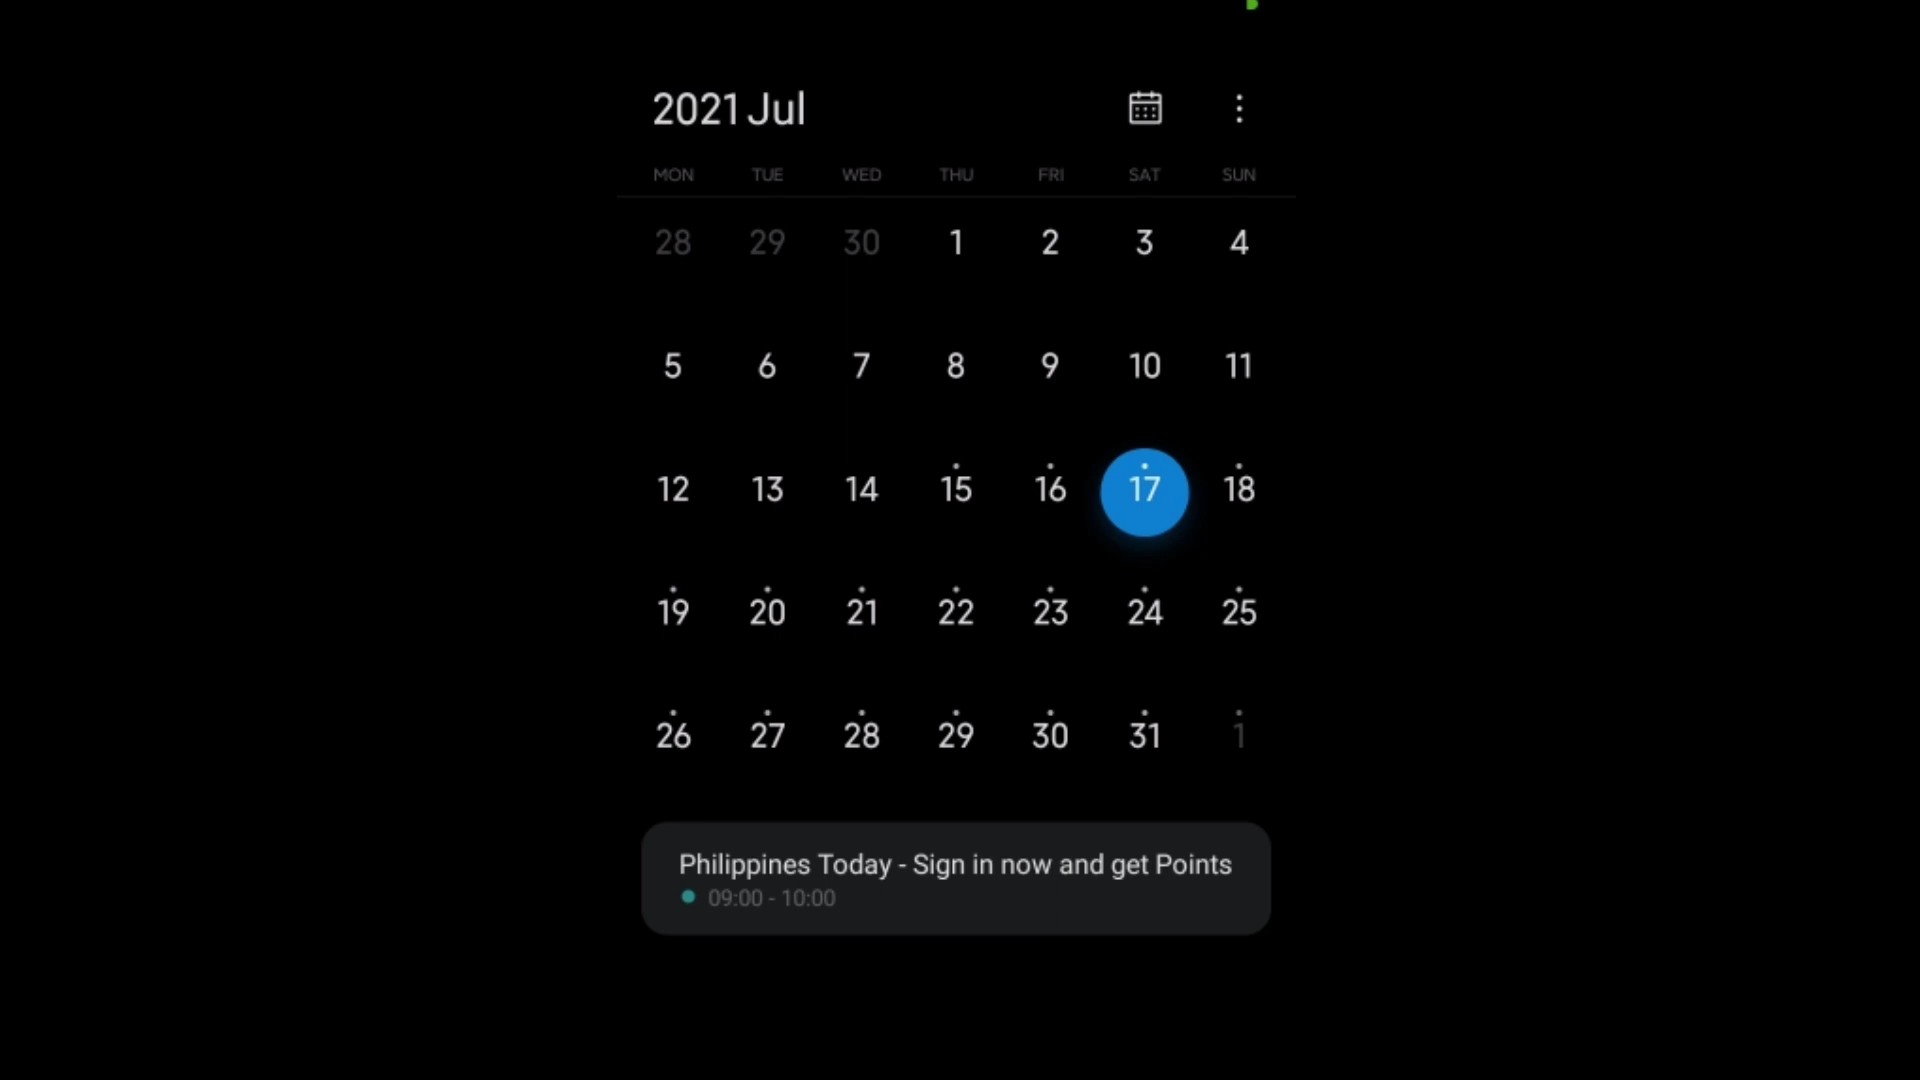 2021 Jul
MON TUE WED THU FRI SAT SUN
28 29 30 1 2 3 4
5 6 7 8 9 10 11
12 13 14 15 16 17 18
19 20 21 22 23 24 25
26 27 28 29 30 31 1
Philippines Today - Sign in now and get Points
09:00 - 10:00